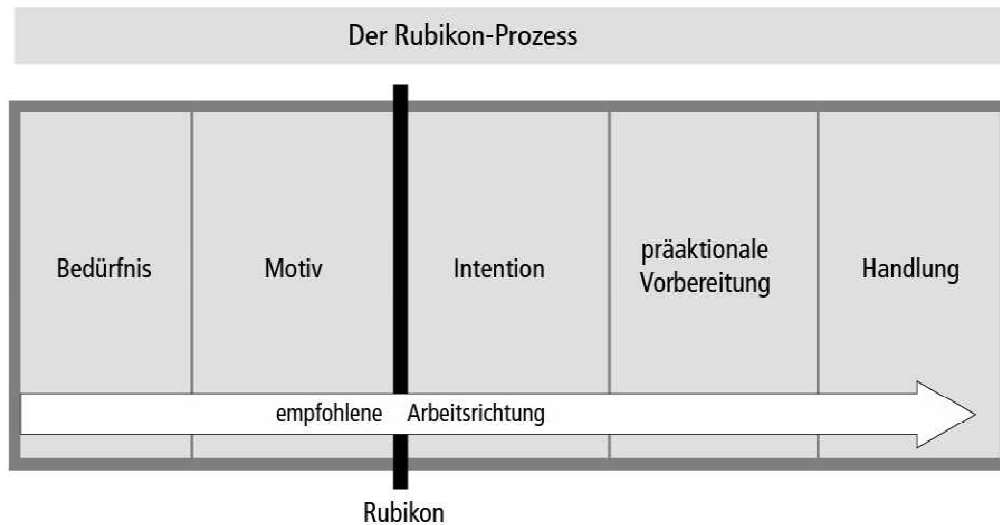 Der Rubikon-Prozess
Bedürfnis
Motiv
Intention
präaktionale
Vorbereitung
Handlung
empfohlene Arbeitsrichtung
Rubikon